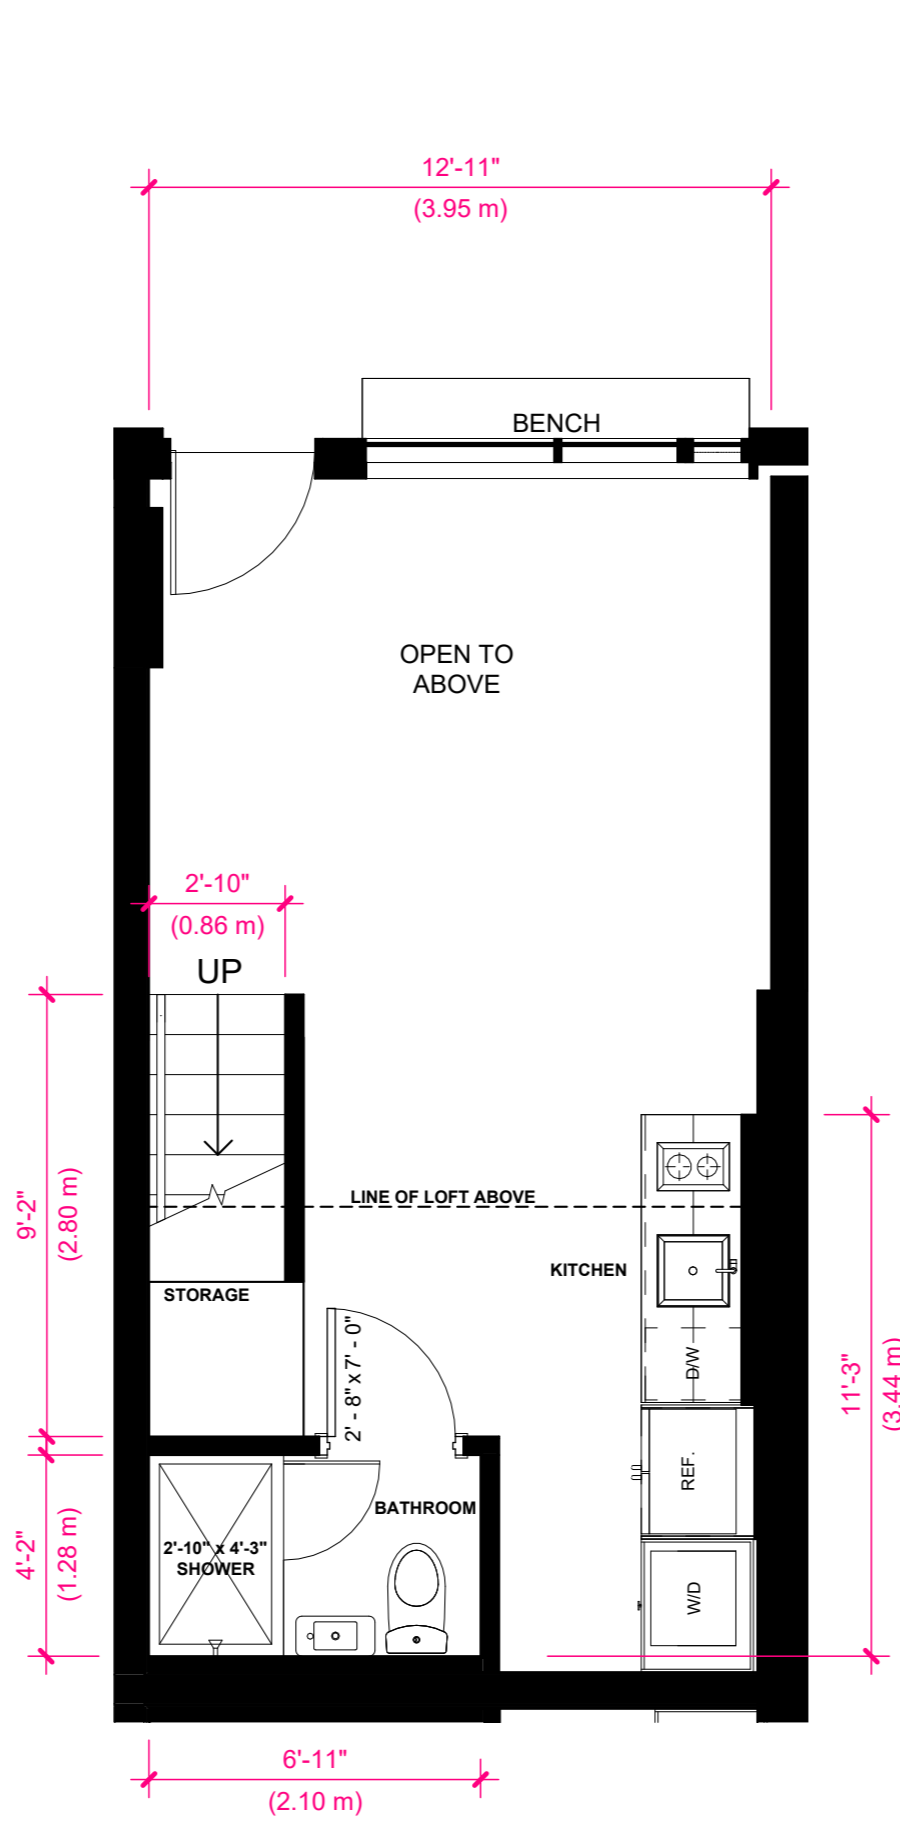 12'-11"
(3.95 m)
BENCH
OPEN TO
ABOVE
2'-10"
(0.86 m)
UP
9'-2"
(2.80 m)
LINE OF LOFT ABOVE
KITCHEN
STORAGE
2' - 8" x 7' - 0"
D/W
11'-3"
(3.44 m)
REF.
BATHROOM
2'-10" x 4'-3"
SHOWER
4'-2"
(1.28 m)
W/D
6'-11"
(2.10 m)